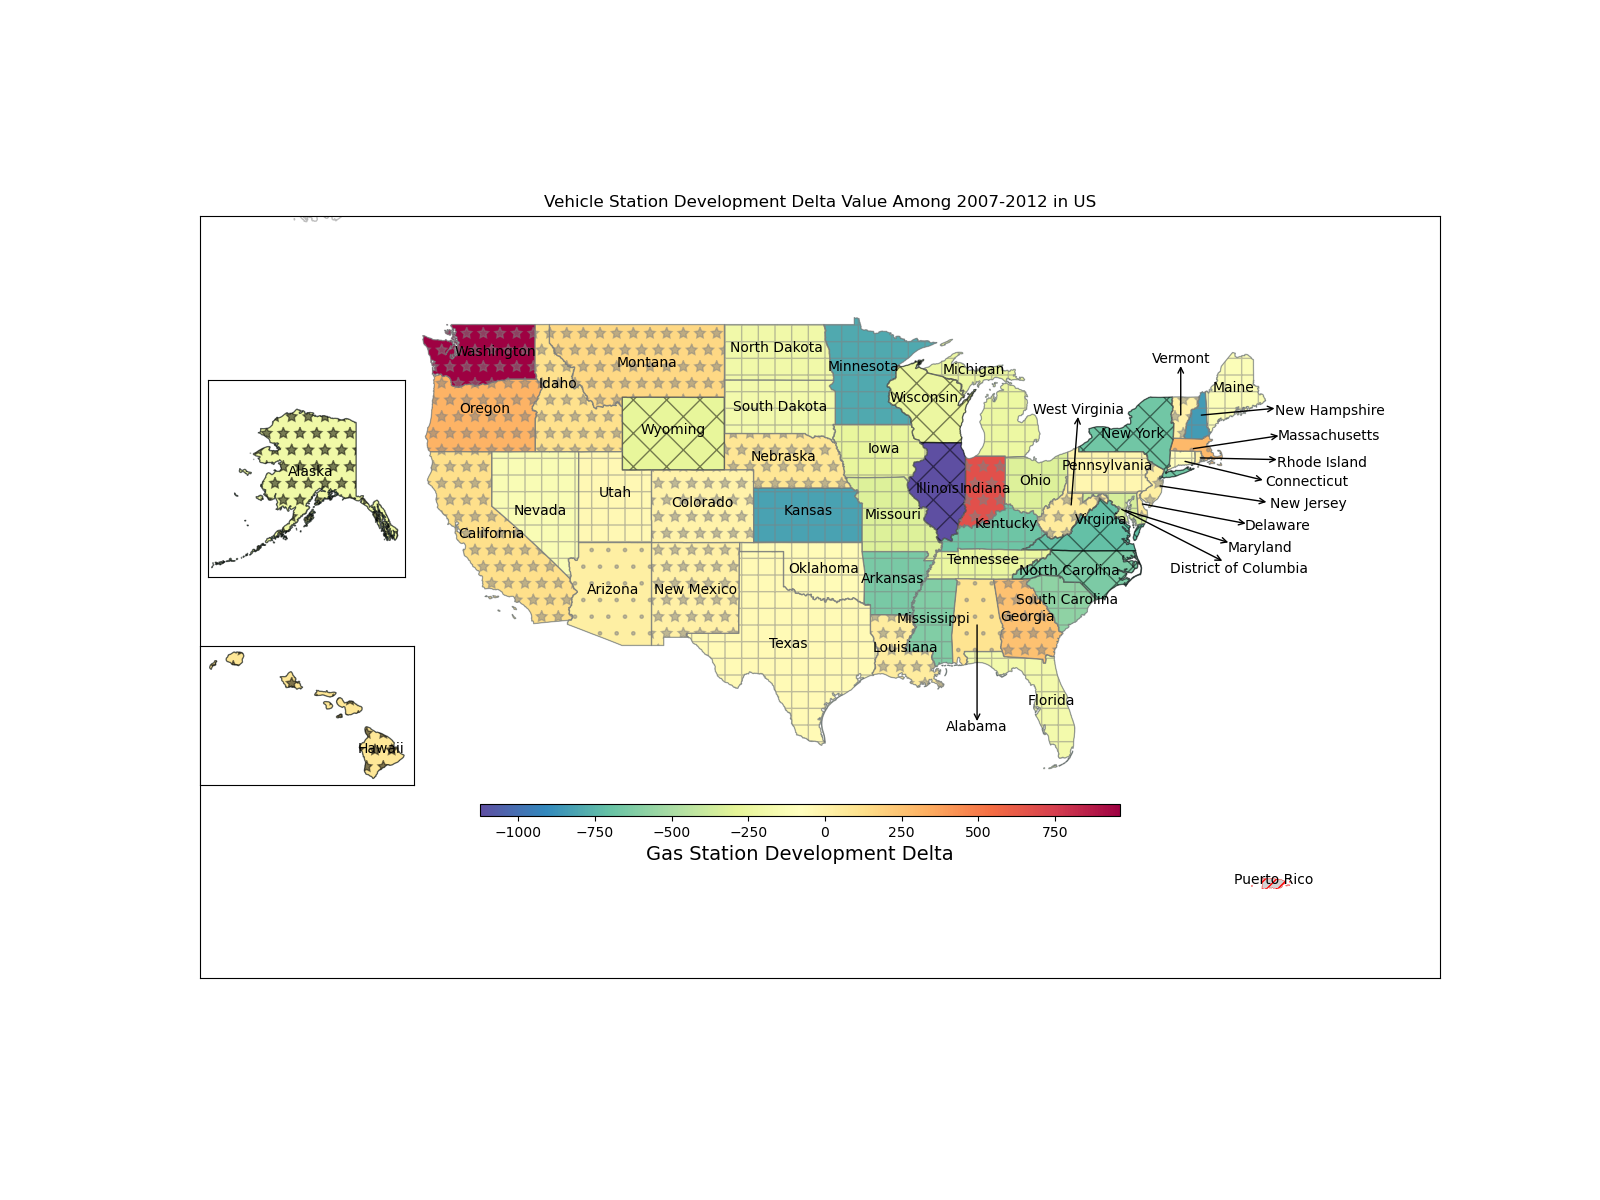 Vehicle Station Development Delta Value Among 2007-2012 in US
Washington
Montana
North Dakota
Minnesota
Michigan
Vermont
Idaho
Maine
Oregon
Wyoming
South Dakota
Wisconsin
West Virginia
New Hampshire
New York
Massachusetts
Nebraska
Iowa
Pennsylvania
Rhode Island
Alaska
Utah
Colorado
Illinois
Indiana
Ohio
Connecticut
Nevada
Kansas
Missouri
Kentucky
Virginia
New Jersey
California
Delaware
Maryland
Oklahoma
Arkansas
Tennessee
North Carolina
District of Columbia
Arizona
New Mexico
Mississippi
South Carolina
Georgia
Texas
Louisiana
Florida
Alabama
Hawaii
−1000 −750 −500 −250 0 250 500 750
Gas Station Development Delta
Puerto Rico